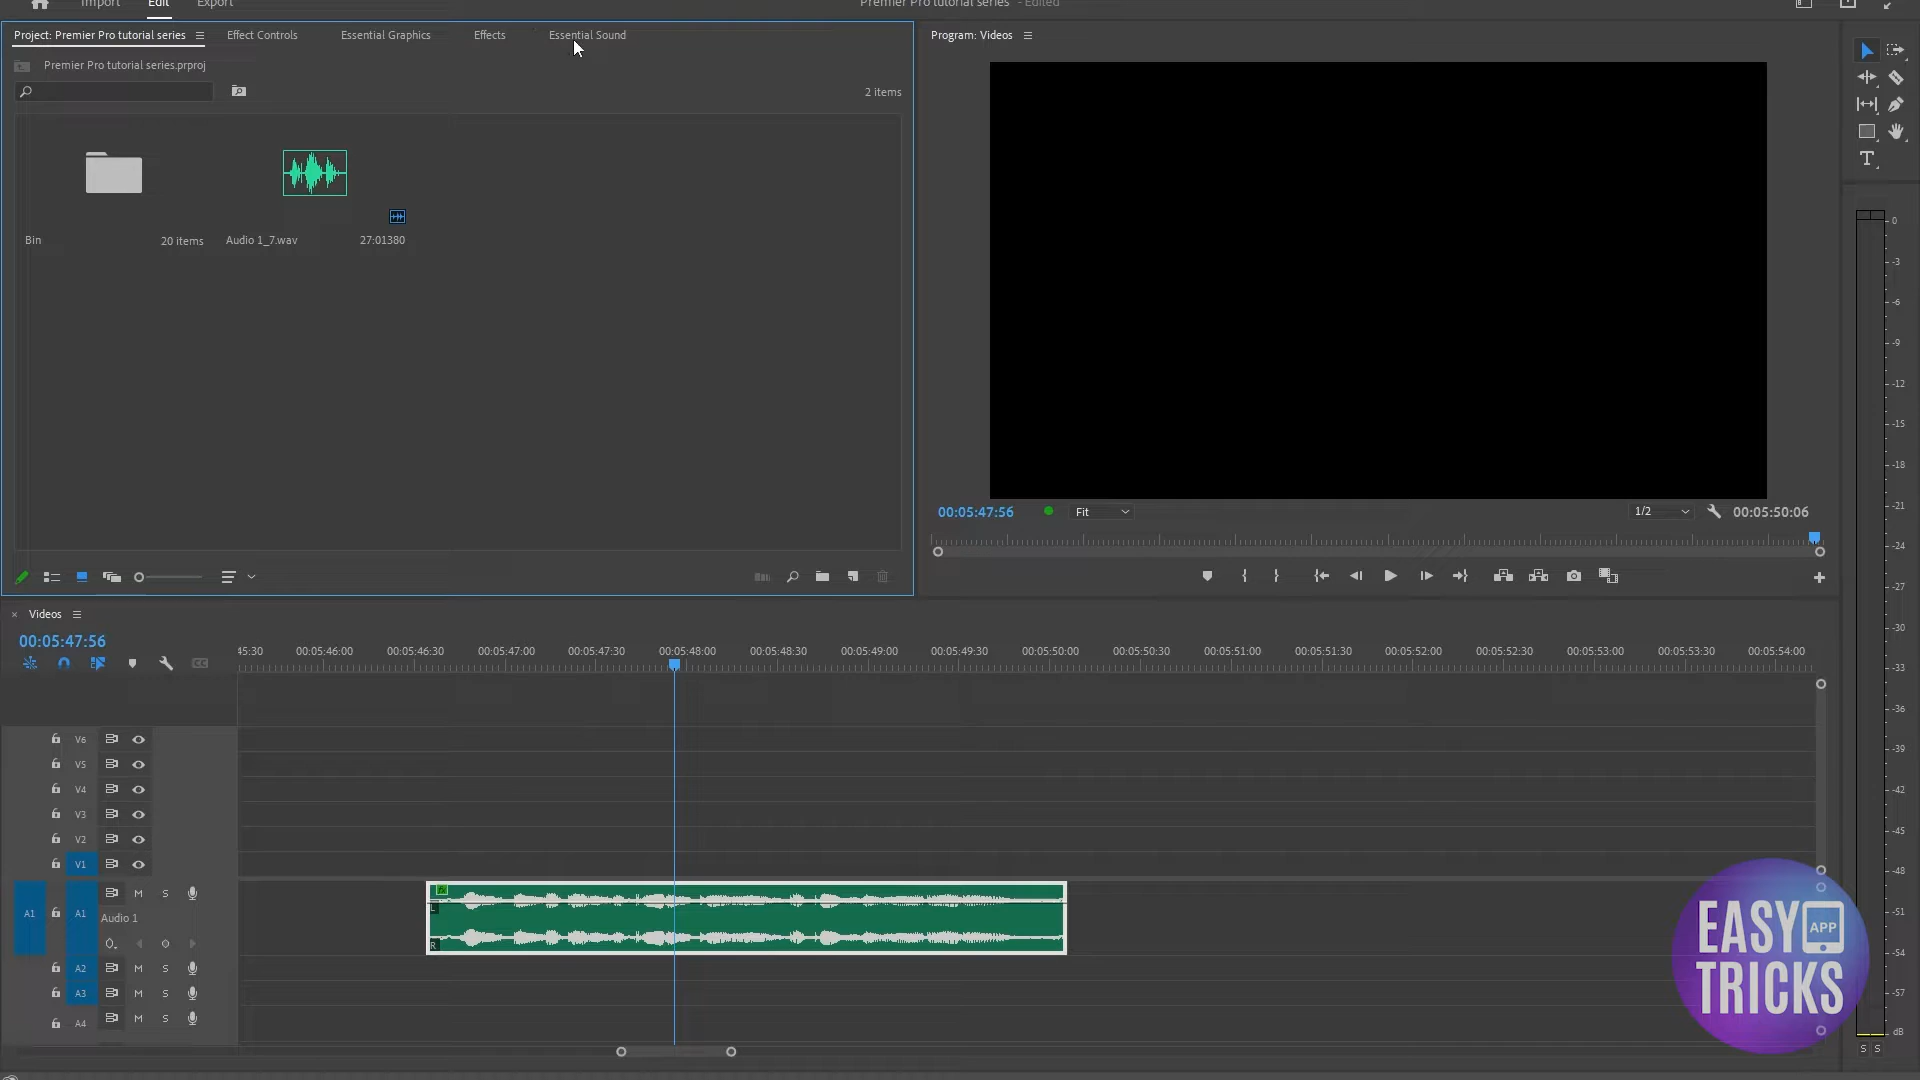 Import Edit Export Premier Pro tutorial series - Edited
Project: Premier Pro tutorial series Effect Controls Essential Graphics Effects Essential Sound
Program: Videos
Premier Pro tutorial series.prproj
2 items
Bin 20 items Audio 1_7.wav 27:01380
00:05:47:56 Fit 1/2 00:05:50:06
Videos
00:05:47:56
45:30 00:05:46:00 00:05:46:30 00:05:47:00 00:05:47:30 00:05:48:00 00:05:48:30 00:05:49:00 00:05:49:30 00:05:50:00 00:05:50:30 00:05:51:00 00:05:51:30 00:05:52:00 00:05:52:30 00:05:53:00 00:05:53:30 00:05:54:00
V6
V5
V4
V3
V2
V1
A1 A1 M S
Audio 1
fx
L
R
A2 M S
A3 M S
A4 M S
0
-3
-6
-9
-12
-15
-18
-21
-24
-27
-30
-33
-36
-39
-42
-45
-48
-51
-54
-57
dB
S S
EASY APP
TRICKS